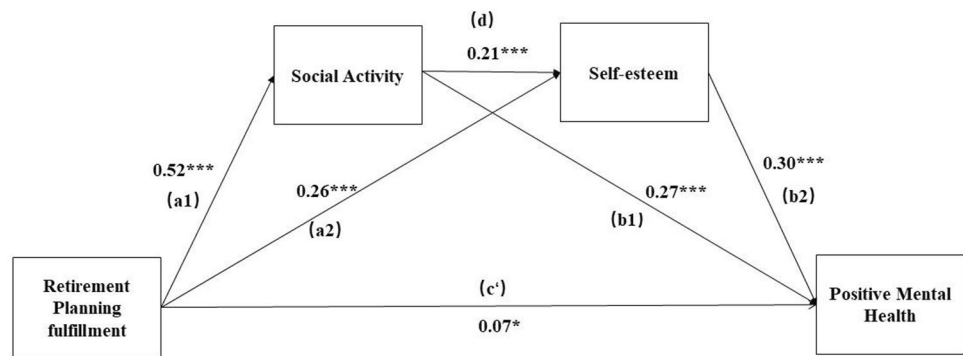 (d)
0.21***
Social Activity
Self-esteem
0.52***
(a1)
0.26***
(a2)
0.27***
(b1)
0.30***
(b2)
Retirement
Planning
fulfillment
(c‘)
0.07*
Positive Mental
Health